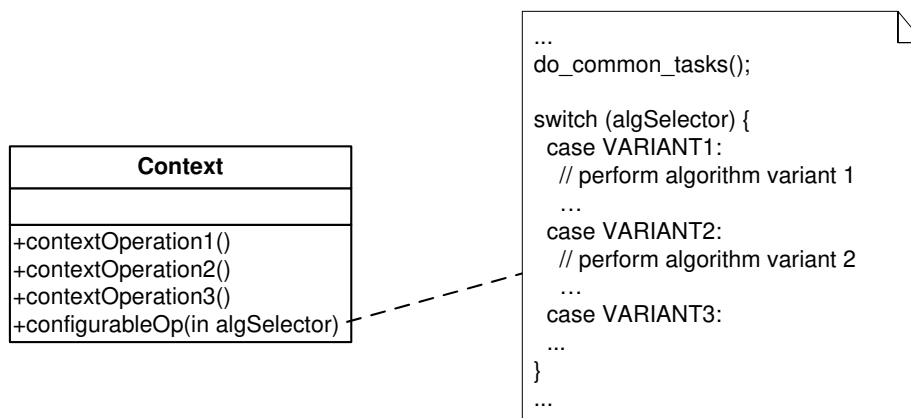 Context
+contextOperation1()
+contextOperation2()
+contextOperation3()
+configurableOp(in algSelector)
...
do_common_tasks();
switch (algSelector) {
case VARIANT1:
// perform algorithm variant 1
…
case VARIANT2:
// perform algorithm variant 2
…
case VARIANT3:
...
}
...